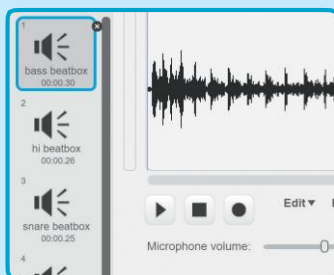 1
bass beatbox
00:00.30
2
hi beatbox
00:00.26
3
snare beatbox
00:00.25
4
Edit
Microphone volume: